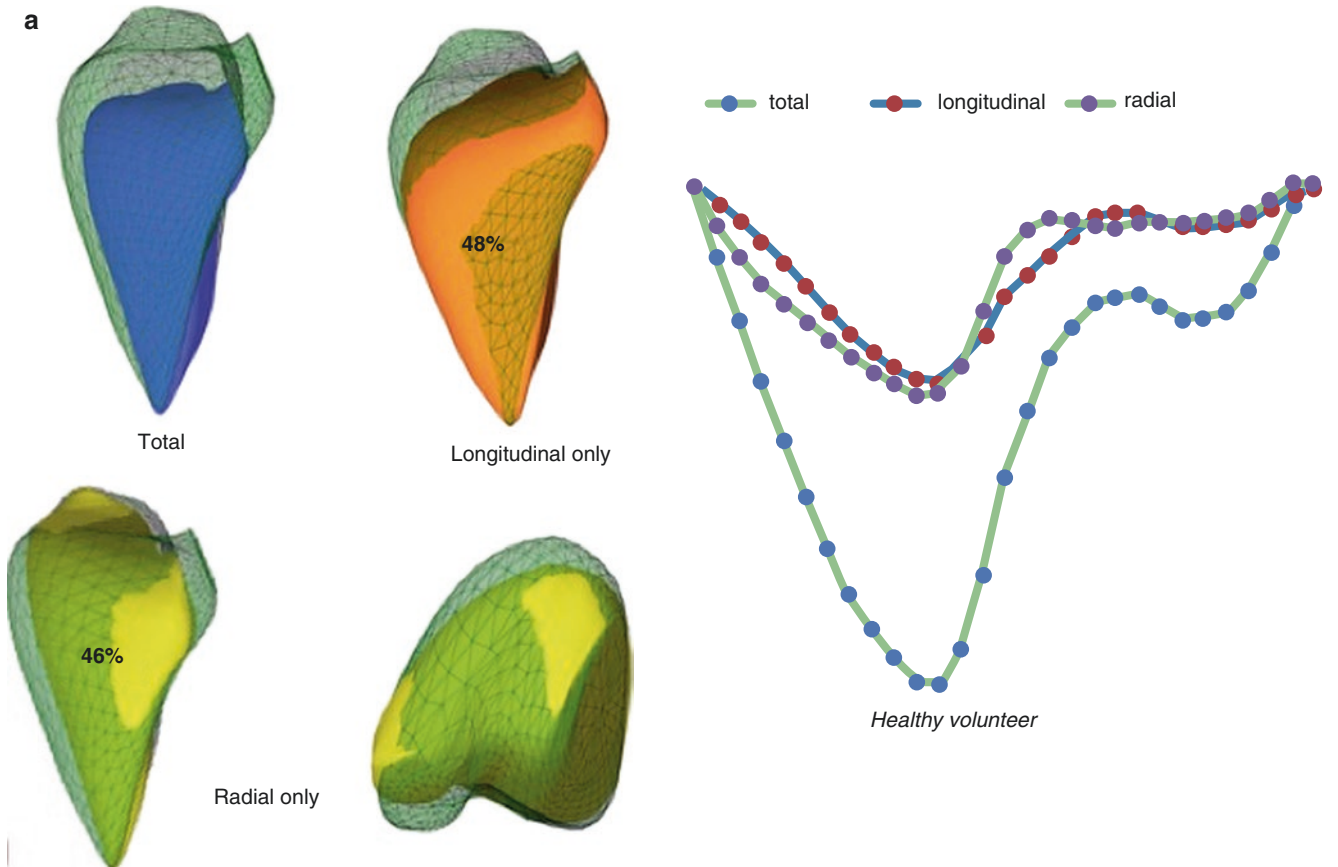 a
total
longitudinal
radial
48%
Total
Longitudinal only
46%
Radial only
Healthy volunteer